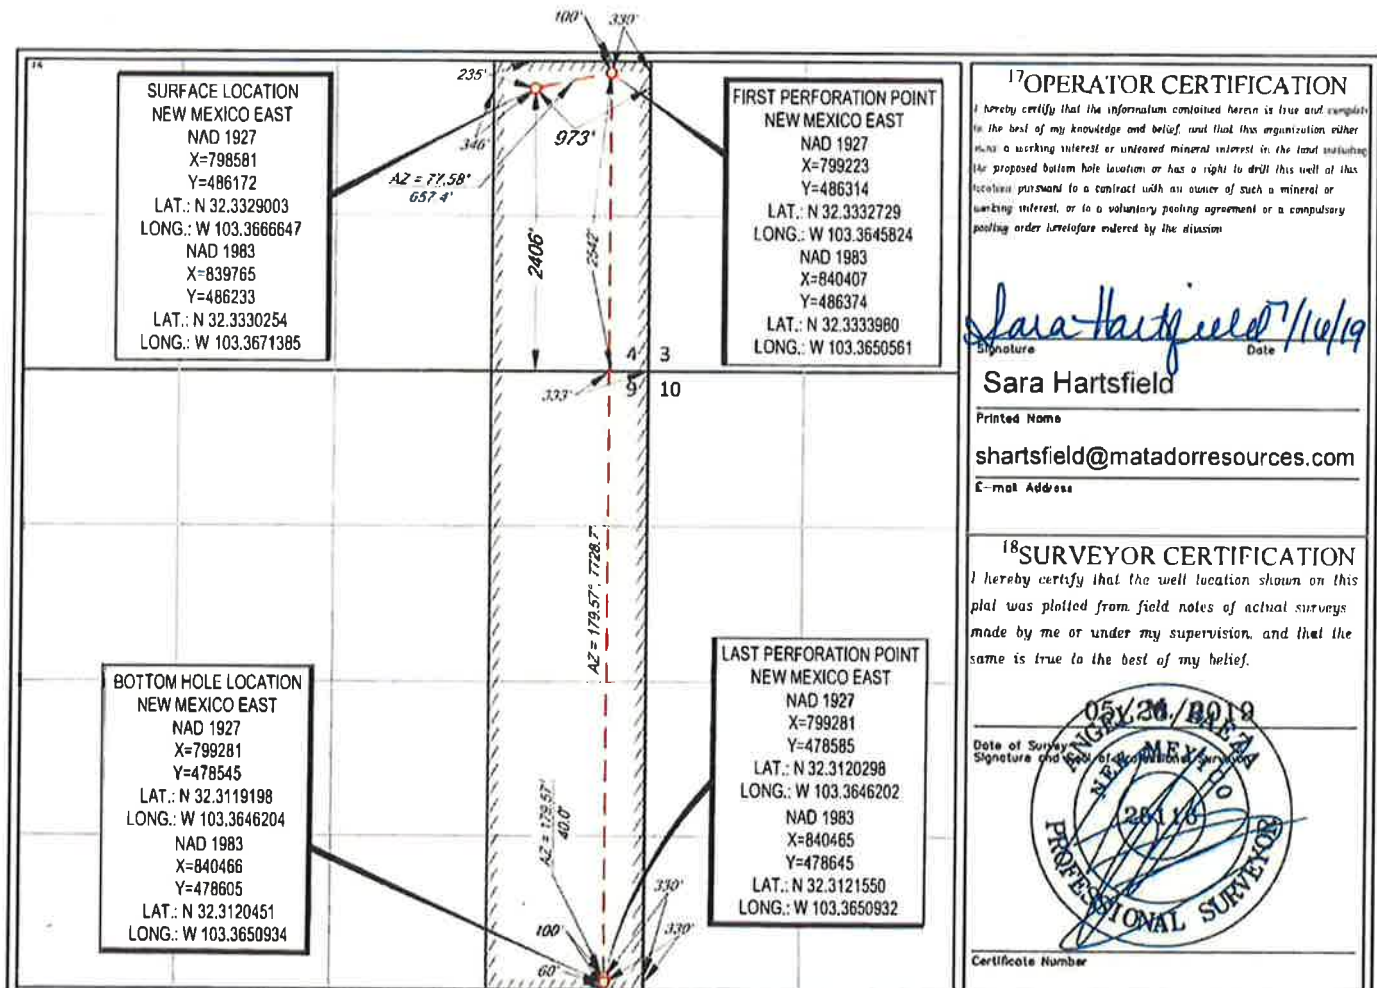 100' 330'
16
SURFACE LOCATION
NEW MEXICO EAST
NAD 1927
X=798581
Y=486172
LAT.: N 32.3329003
LONG.: W 103.3666647
NAD 1983
X=839765
Y=486233
LAT.: N 32.3330254
LONG.: W 103.3671385
235'
346'
973'
AZ = 77.58°
657.4'
2406'
2542'
FIRST PERFORATION POINT
NEW MEXICO EAST
NAD 1927
X=799223
Y=486314
LAT.: N 32.3332729
LONG.: W 103.3645824
NAD 1983
X=840407
Y=486374
LAT.: N 32.3333980
LONG.: W 103.3650561
4 3
9 10
333'
AZ = 179.57°, 7728.7'
BOTTOM HOLE LOCATION
NEW MEXICO EAST
NAD 1927
X=799281
Y=478545
LAT.: N 32.3119198
LONG.: W 103.3646204
NAD 1983
X=840466
Y=478605
LAT.: N 32.3120451
LONG.: W 103.3650934
AZ = 179.57°
40.0'
100'
60'
330'
330'
LAST PERFORATION POINT
NEW MEXICO EAST
NAD 1927
X=799281
Y=478585
LAT.: N 32.3120298
LONG.: W 103.3646202
NAD 1983
X=840465
Y=478645
LAT.: N 32.3121550
LONG.: W 103.3650932
17 OPERATOR CERTIFICATION
I hereby certify that the information contained herein is true and complete
to the best of my knowledge and belief, and that this organization either
owns a working interest or unleased mineral interest in the land including
the proposed bottom hole location or has a right to drill this well at this
location pursuant to a contract with an owner of such a mineral or
working interest, or to a voluntary pooling agreement or a compulsory
pooling order heretofore entered by the division
Sara Hartsfield 7/16/19
Signature Date
Sara Hartsfield
Printed Name
shartsfield@matadorresources.com
E-mail Address
18 SURVEYOR CERTIFICATION
I hereby certify that the well location shown on this
plat was plotted from field notes of actual surveys
made by me or under my supervision, and that the
same is true to the best of my belief.
05/ /2019
Date of Survey
Signature and Seal of Professional Surveyor
ANGEL M. BAEZA
NEW MEXICO
PROFESSIONAL SURVEYOR
Certificate Number